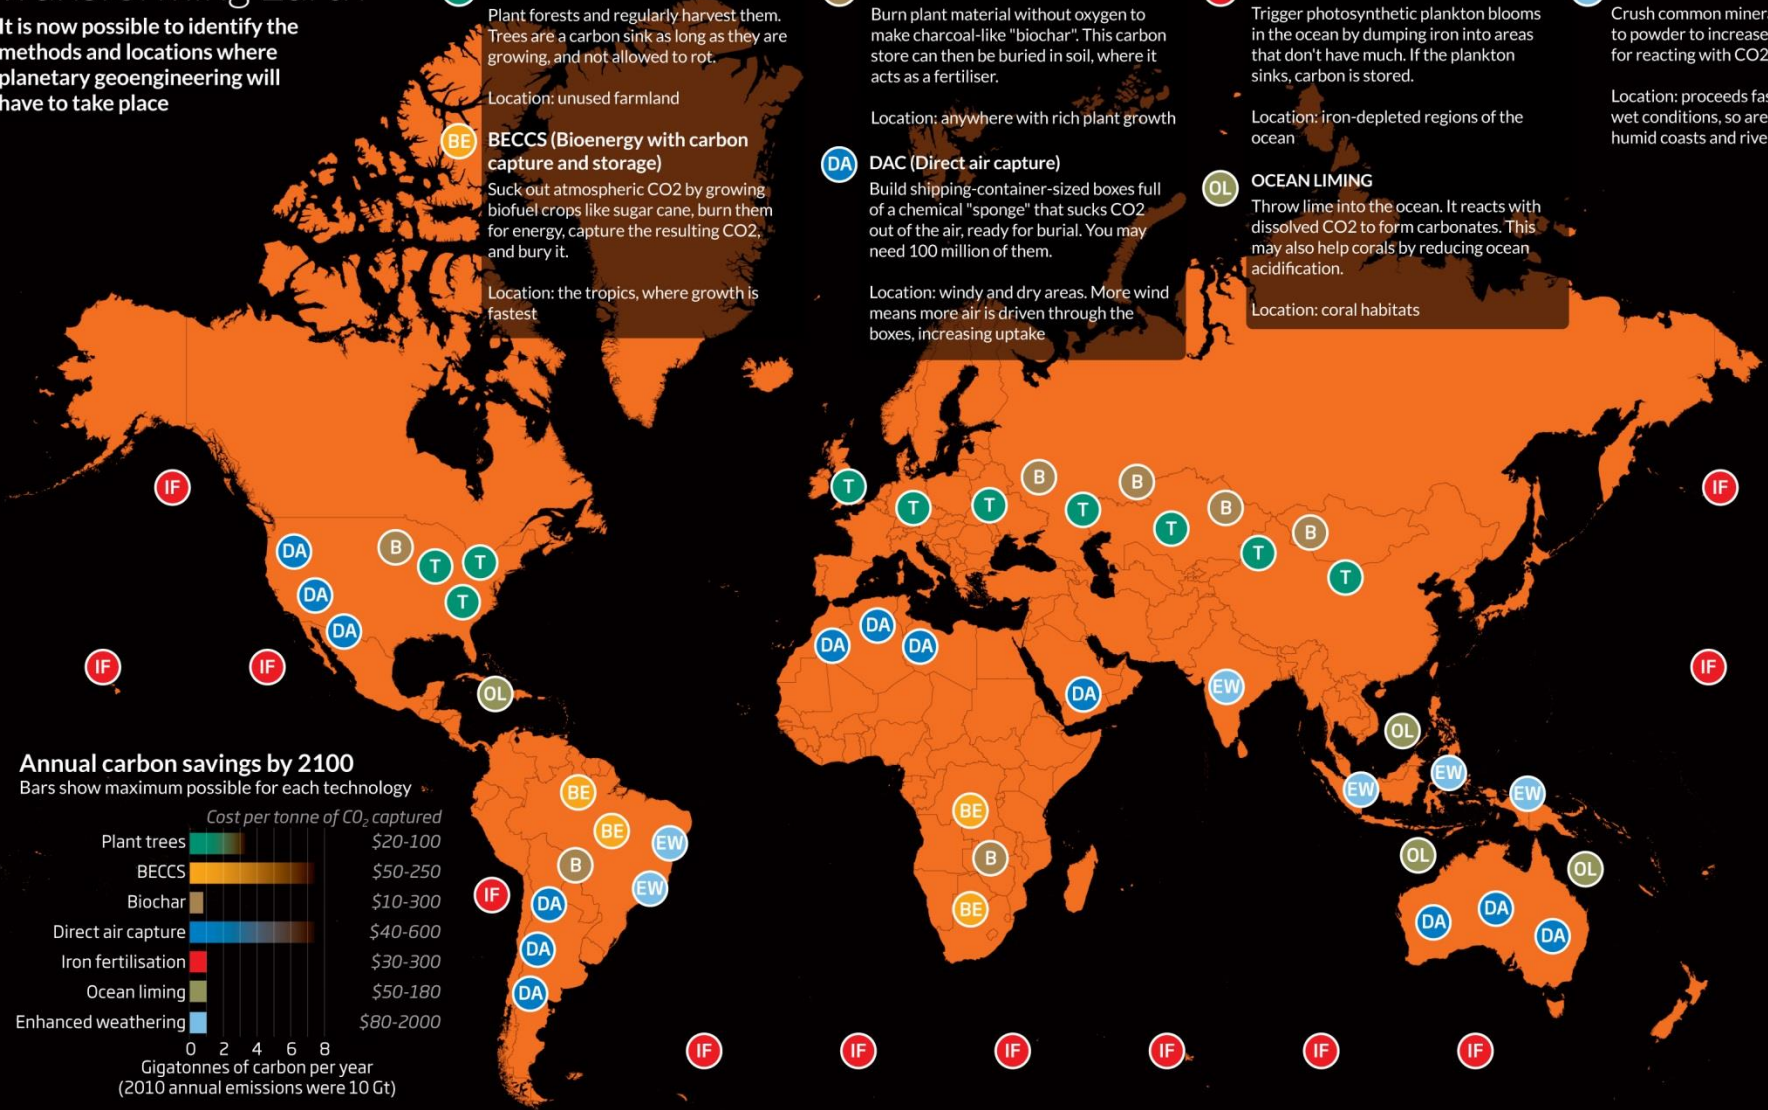 It is now possible to identify the
methods and locations where
planetary geoengineering will
have to take place
Plant forests and regularly harvest them.
Trees are a carbon sink as long as they are
growing, and not allowed to rot.
Location: unused farmland
BE
BECCS (Bioenergy with carbon
capture and storage)
Suck out atmospheric CO2 by growing
biofuel crops like sugar cane, burn them
for energy, capture the resulting CO2,
and bury it.
Location: the tropics, where growth is
fastest
Burn plant material without oxygen to
make charcoal-like "biochar". This carbon
store can then be buried in soil, where it
acts as a fertiliser.
Location: anywhere with rich plant growth
DA
DAC (Direct air capture)
Build shipping-container-sized boxes full
of a chemical "sponge" that sucks CO2
out of the air, ready for burial. You may
need 100 million of them.
Location: windy and dry areas. More wind
means more air is driven through the
boxes, increasing uptake
Trigger photosynthetic plankton blooms
in the ocean by dumping iron into areas
that don't have much. If the plankton
sinks, carbon is stored.
Location: iron-depleted regions of the
ocean
OL
OCEAN LIMING
Throw lime into the ocean. It reacts with
dissolved CO2 to form carbonates. This
may also help corals by reducing ocean
acidification.
Location: coral habitats
Crush common miner
to powder to increase
for reacting with CO2
Location: proceeds fas
wet conditions, so are
humid coasts and rive
IF
B
B
T
IF
T
T
T
B
T
B
DA
B
T
T
T
T
DA
T
DA
DA
DA
DA
IF
IF
OL
DA
EW
IF
OL
EW
EW
EW
BE
BE
EW
B
EW
IF
DA
DA
DA
BE
B
BE
OL
OL
DA
DA
DA
IF
IF
IF
IF
IF
IF
Annual carbon savings by 2100
Bars show maximum possible for each technology
Cost per tonne of CO2 captured
Plant trees $20-100
BECCS $50-250
Biochar $10-300
Direct air capture $40-600
Iron fertilisation $30-300
Ocean liming $50-180
Enhanced weathering $80-2000
0 2 4 6 8
Gigatonnes of carbon per year
(2010 annual emissions were 10 Gt)